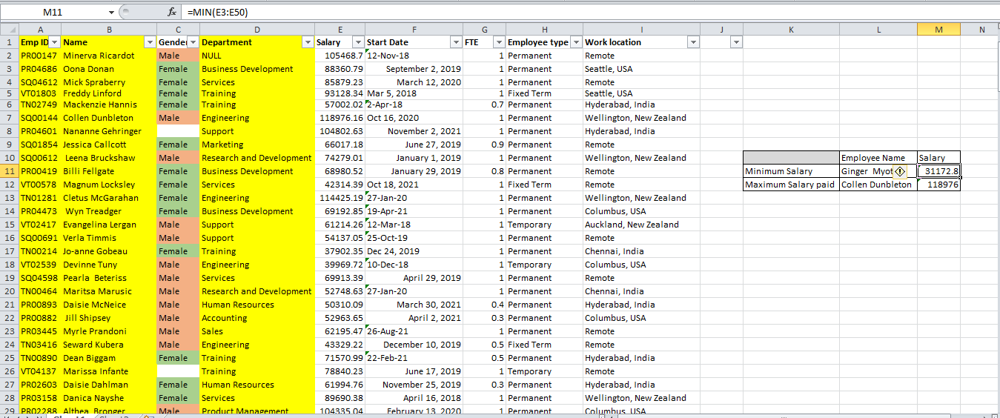 M11 fx =MIN(E3:E50)
A B C D E F G H I J K L M N
1 Emp ID Name Gende Department Salary Start Date FTE Employee type Work location
2 PR00147 Minerva Ricardot Male NULL 105468.7 12-Nov-18 1 Permanent Remote
3 PR04686 Oona Donan Female Business Development 88360.79 September 2, 2019 1 Permanent Seattle, USA
4 SQ04612 Mick Spraberry Female Services 85879.23 March 12, 2020 1 Permanent Remote
5 VT01803 Freddy Linford Female Training 93128.34 Mar 5, 2018 1 Fixed Term Seattle, USA
6 TN02749 Mackenzie Hannis Female Training 57002.02 2-Apr-18 0.7 Permanent Hyderabad, India
7 SQ00144 Collen Dunbleton Male Engineering 118976.16 Oct 16, 2020 1 Permanent Wellington, New Zealand
8 PR04601 Nananne Gehringer Support 104802.63 November 2, 2021 1 Permanent Hyderabad, India
9 SQ01854 Jessica Callcott Female Marketing 66017.18 June 27, 2019 0.9 Permanent Remote
10 SQ00612 Leena Bruckshaw Male Research and Development 74279.01 January 1, 2019 1 Permanent Wellington, New Zealand Employee Name Salary
11 PR00419 Billi Fellgate Female Business Development 68980.52 January 29, 2019 0.8 Permanent Remote Minimum Salary Ginger Myot 31172.8
12 VT00578 Magnum Locksley Female Services 42314.39 Oct 18, 2021 1 Fixed Term Remote Maximum Salary paid Collen Dunbleton 118976
13 TN01281 Cletus McGarahan Female Engineering 114425.19 27-Jan-20 1 Permanent Wellington, New Zealand
14 PR04473 Wyn Treadger Female Business Development 69192.85 19-Apr-21 1 Permanent Columbus, USA
15 VT02417 Evangelina Lergan Male Support 61214.26 12-Mar-18 1 Temporary Auckland, New Zealand
16 SQ00691 Verla Timmis Male Support 54137.05 25-Oct-19 1 Permanent Remote
17 TN00214 Jo-anne Gobeau Female Training 37902.35 Dec 24, 2019 1 Permanent Chennai, India
18 VT02539 Devinne Tuny Male Engineering 39969.72 10-Dec-18 1 Temporary Columbus, USA
19 SQ04598 Pearla Beteriss Male Services 69913.39 April 29, 2019 1 Permanent Remote
20 TN00464 Maritsa Marusic Male Research and Development 52748.63 27-Jan-20 1 Permanent Chennai, India
21 PR00893 Daisie McNeice Male Human Resources 50310.09 March 30, 2021 0.4 Permanent Hyderabad, India
22 PR00882 Jill Shipsey Male Accounting 52963.65 April 2, 2021 0.3 Permanent Columbus, USA
23 PR03445 Myrle Prandoni Male Sales 62195.47 26-Aug-21 1 Permanent Remote
24 TN03416 Seward Kubera Male Engineering 43329.22 December 10, 2019 0.5 Fixed Term Remote
25 TN00890 Dean Biggam Female Training 71570.99 22-Feb-21 0.5 Permanent Hyderabad, India
26 VT04137 Marissa Infante Training 78840.23 June 17, 2019 1 Temporary Remote
27 PR02603 Daisie Dahlman Female Human Resources 61994.76 November 25, 2019 0.3 Permanent Hyderabad, India
28 PR03158 Danica Nayshe Female Services 89690.38 April 16, 2018 1 Permanent Wellington, New Zealand
29 PR02288 Althea Bronger Male Product Management 104335.04 February 13, 2020 1 Permanent Columbus, USA